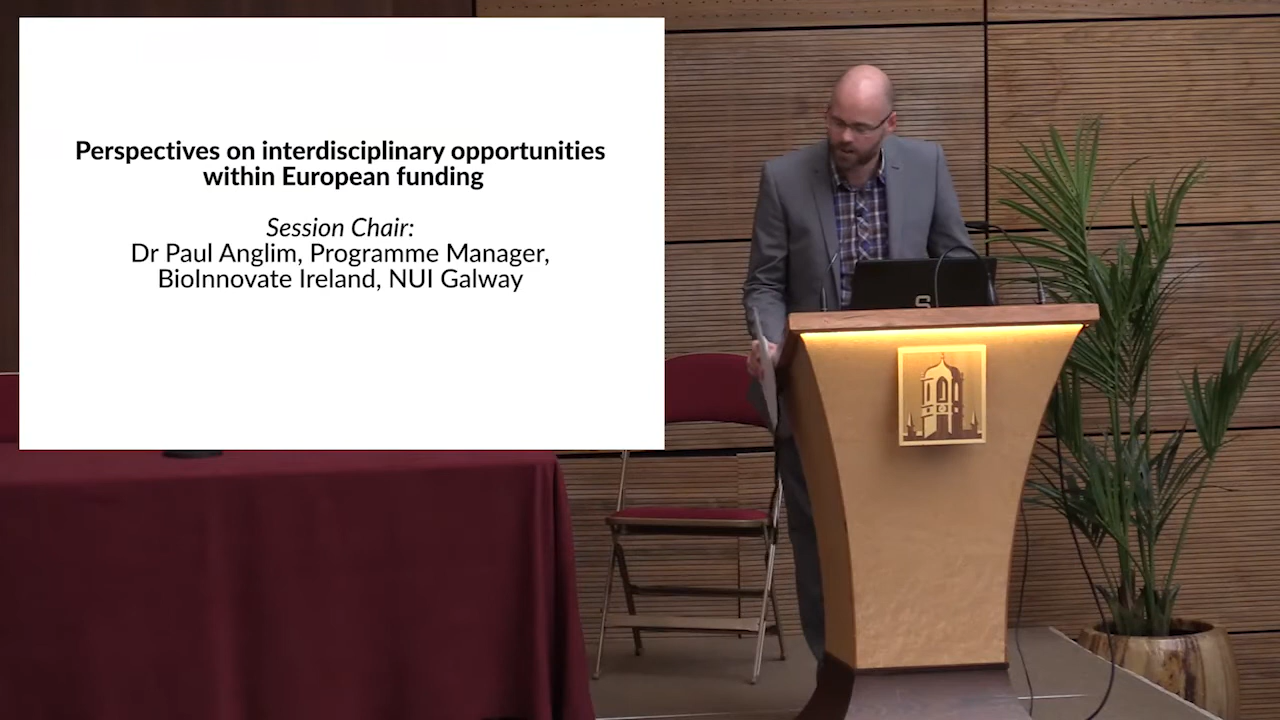 Perspectives on interdisciplinary opportunities
within European funding
Session Chair:
Dr Paul Anglim, Programme Manager,
BioInnovate Ireland, NUI Galway
S